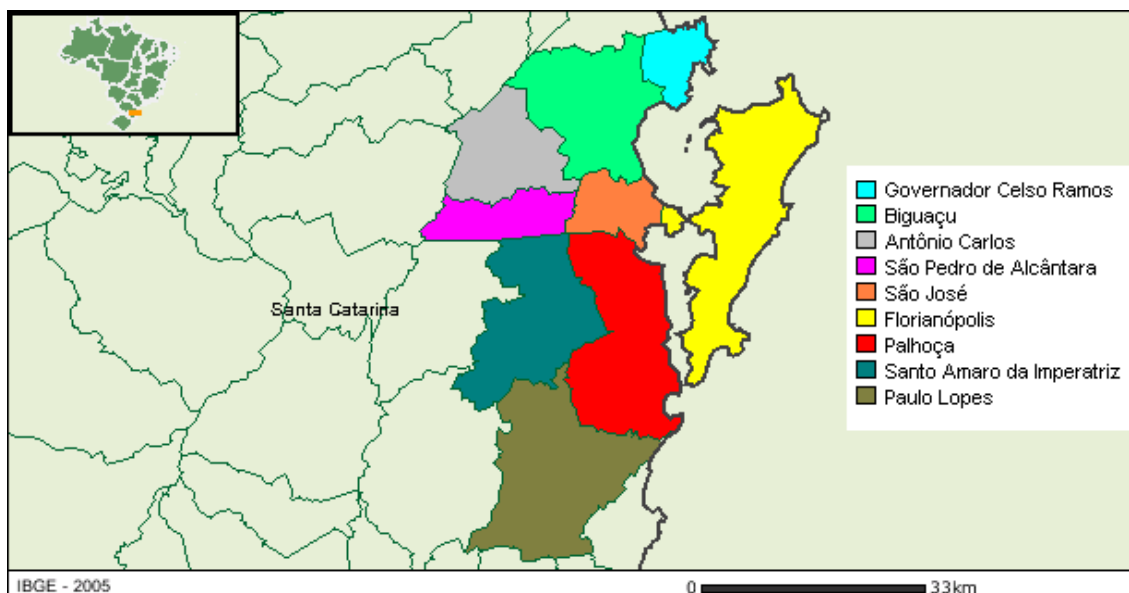 Governador Celso Ramos
Biguaçu
Antônio Carlos
São Pedro de Alcântara
São José
Florianópolis
Palhoça
Santo Amaro da Imperatriz
Paulo Lopes
Santa Catarina
IBGE - 2005
0 33km